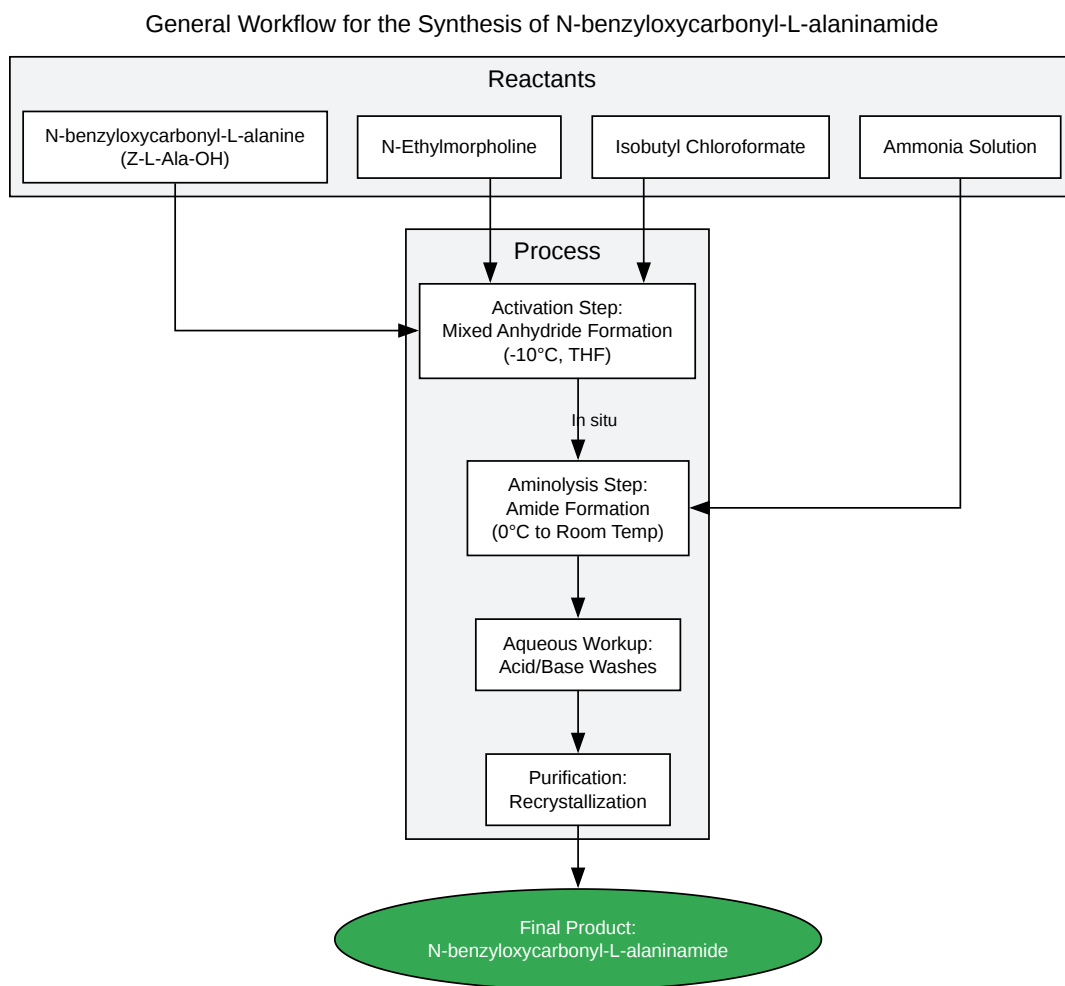 General Workflow for the Synthesis of N-benzyloxycarbonyl-L-alaninamide
Reactants
N-benzyloxycarbonyl-L-alanine
(Z-L-Ala-OH)
N-Ethylmorpholine
Isobutyl Chloroformate
Ammonia Solution
Process
Activation Step:
Mixed Anhydride Formation
(-10°C, THF)
In situ
Aminolysis Step:
Amide Formation
(0°C to Room Temp)
Aqueous Workup:
Acid/Base Washes
Purification:
Recrystallization
Final Product:
N-benzyloxycarbonyl-L-alaninamide